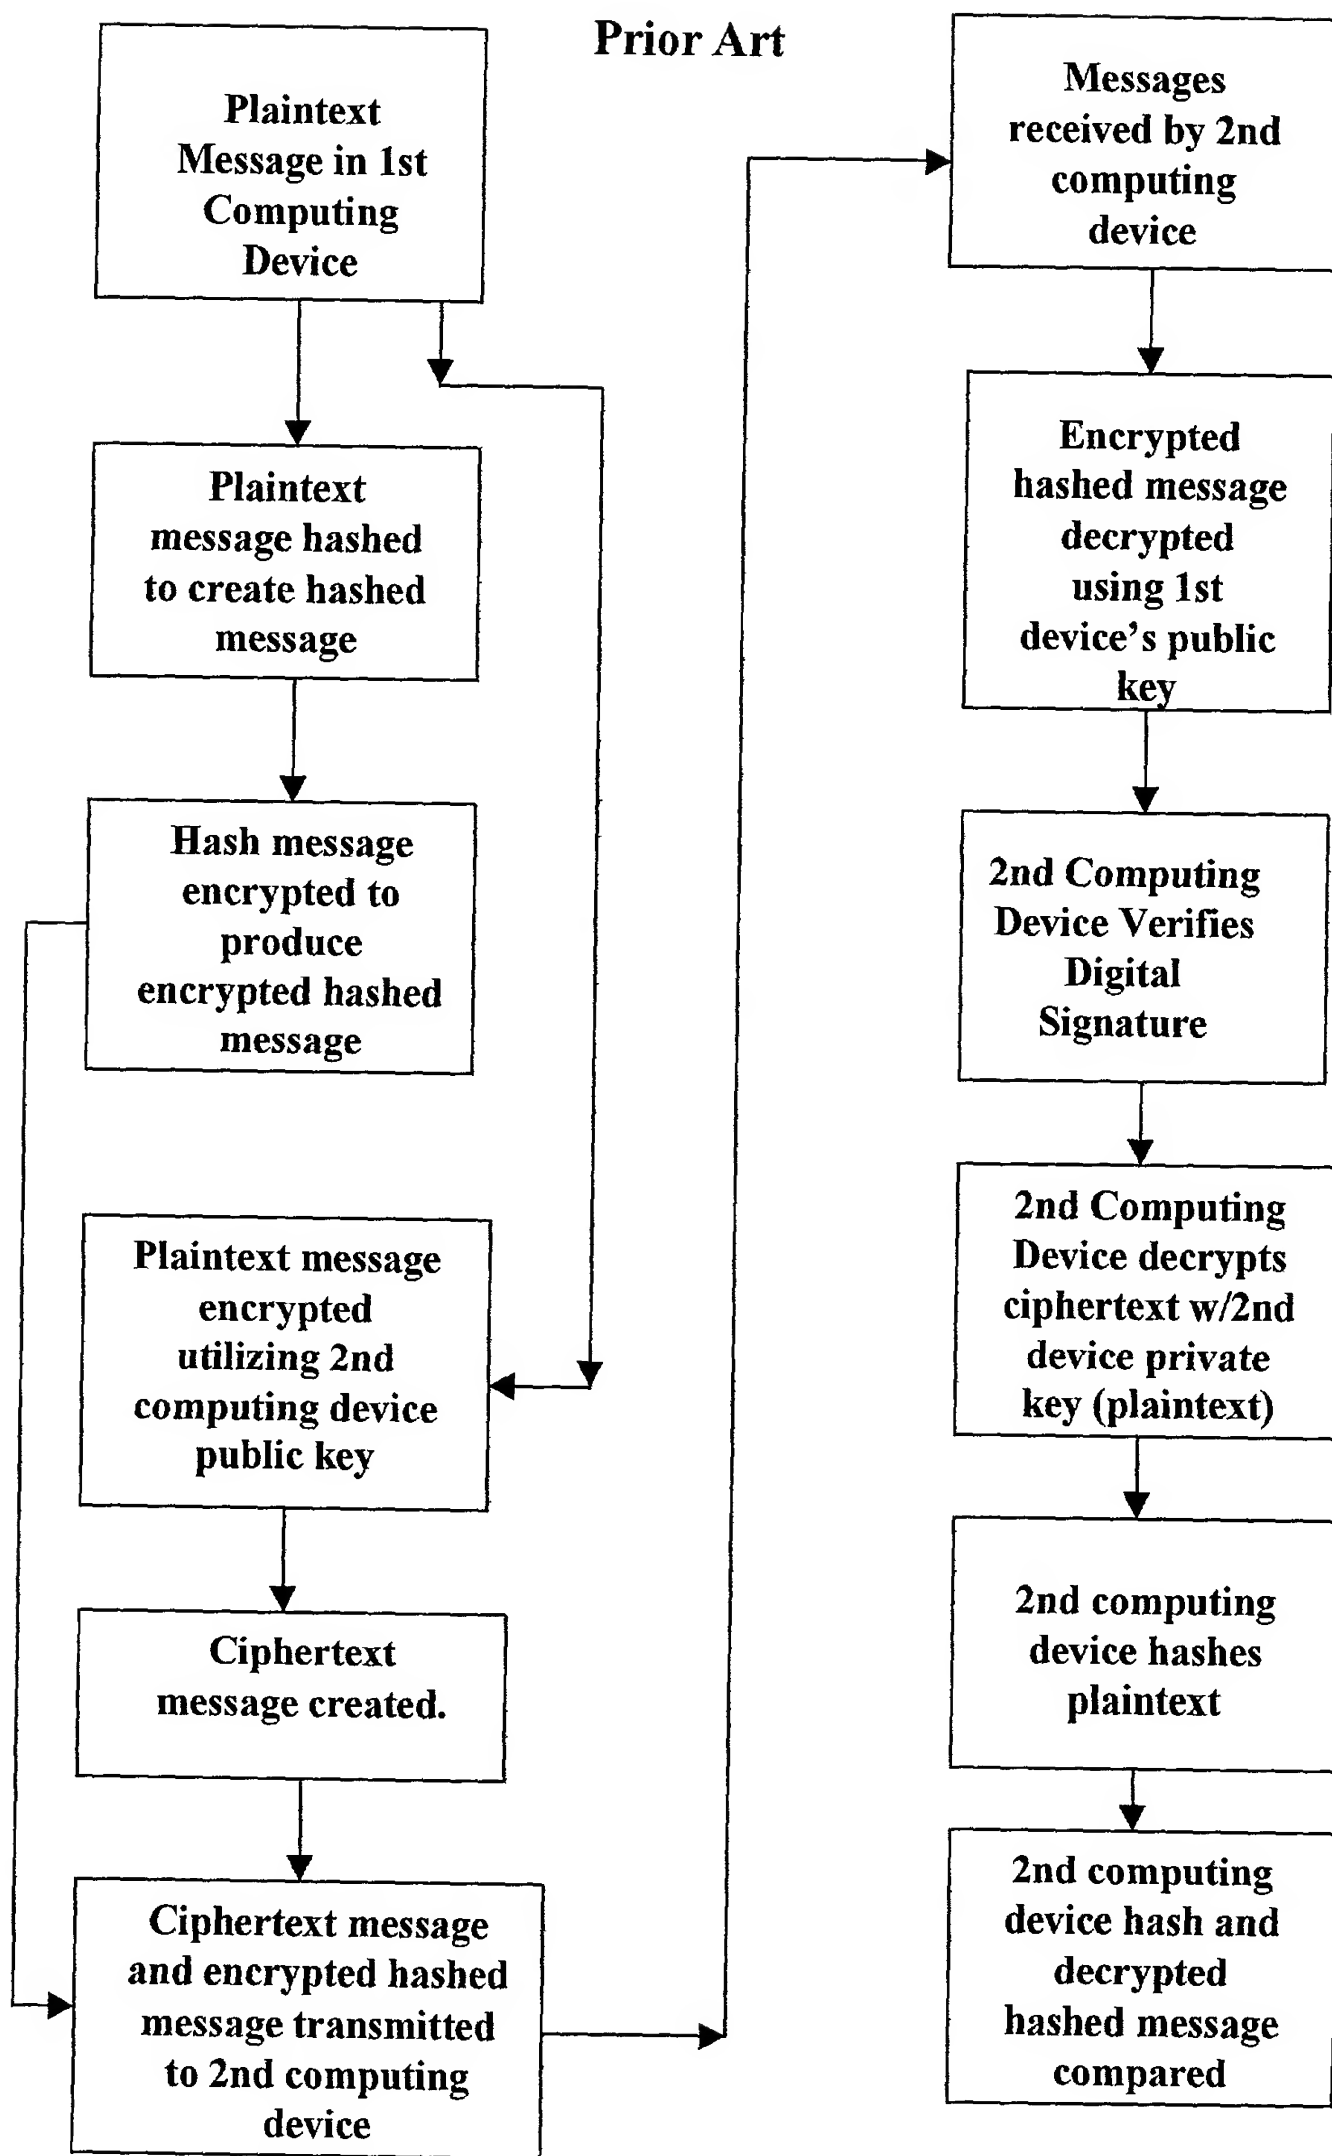 Prior Art
Plaintext
Message in 1st
Computing
Device
Plaintext
message hashed
to create hashed
message
Hash message
encrypted to
produce
encrypted hashed
message
Plaintext message
encrypted
utilizing 2nd
computing device
public key
Ciphertext
message created.
Ciphertext message
and encrypted hashed
message transmitted
to 2nd computing
device
Messages
received by 2nd
computing
device
Encrypted
hashed message
decrypted
using 1st
device’s public
key
2nd Computing
Device Verifies
Digital
Signature
2nd Computing
Device decrypts
ciphertext w/2nd
device private
key (plaintext)
2nd computing
device hashes
plaintext
2nd computing
device hash and
decrypted
hashed message
compared